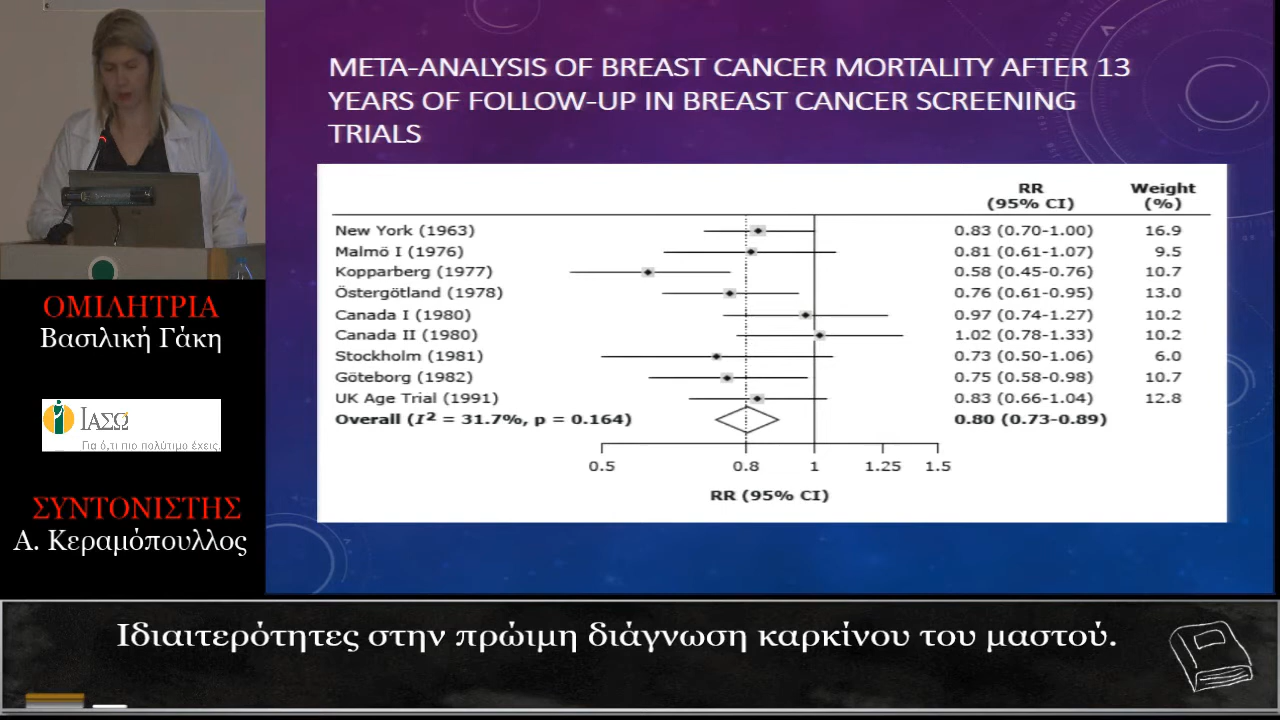 META-ANALYSIS OF BREAST CANCER MORTALITY AFTER 13
YEARS OF FOLLOW-UP IN BREAST CANCER SCREENING
TRIALS
RR Weight
(95% CI) (%)
New York (1963) 0.83 (0.70-1.00) 16.9
Malmö I (1976) 0.81 (0.61-1.07) 9.5
Kopparberg (1977) 0.58 (0.45-0.76) 10.7
Östergötland (1978) 0.76 (0.61-0.95) 13.0
Canada I (1980) 0.97 (0.74-1.27) 10.2
Canada II (1980) 1.02 (0.78-1.33) 10.2
Stockholm (1981) 0.73 (0.50-1.06) 6.0
Göteborg (1982) 0.75 (0.58-0.98) 10.7
UK Age Trial (1991) 0.83 (0.66-1.04) 12.8
Overall (I² = 31.7%, p = 0.164) 0.80 (0.73-0.89)
0.5 0.8 1 1.25 1.5
RR (95% CI)
ΟΜΙΛΗΤΡΙΑ
Βασιλική Γάκη
ΙΑΣΩ
Για ό,τι πιο πολύτιμο έχεις.
ΣΥΝΤΟΝΙΣΤΗΣ
Α. Κεραμόπουλλος
Ιδιαιτερότητες στην πρώιμη διάγνωση καρκίνου του μαστού.